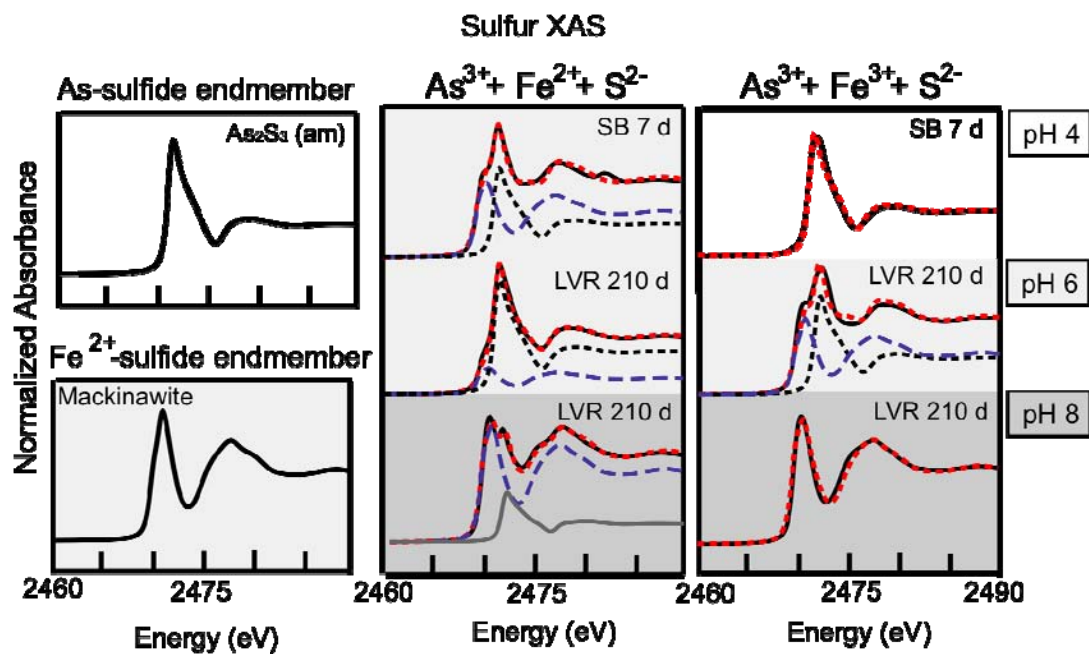 Sulfur XAS
As-sulfide endmember
As₂S₃ (am)
Fe ²⁺-sulfide endmember
Mackinawite
Normalized Absorbance
2460 2475
Energy (eV)
As³⁺+ Fe²⁺+ S²⁻
SB 7 d
LVR 210 d
LVR 210 d
2460 2475
Energy (eV)
As³⁺+ Fe³⁺+ S²⁻
SB 7 d
LVR 210 d
LVR 210 d
2460 2475 2490
Energy (eV)
pH 4
pH 6
pH 8